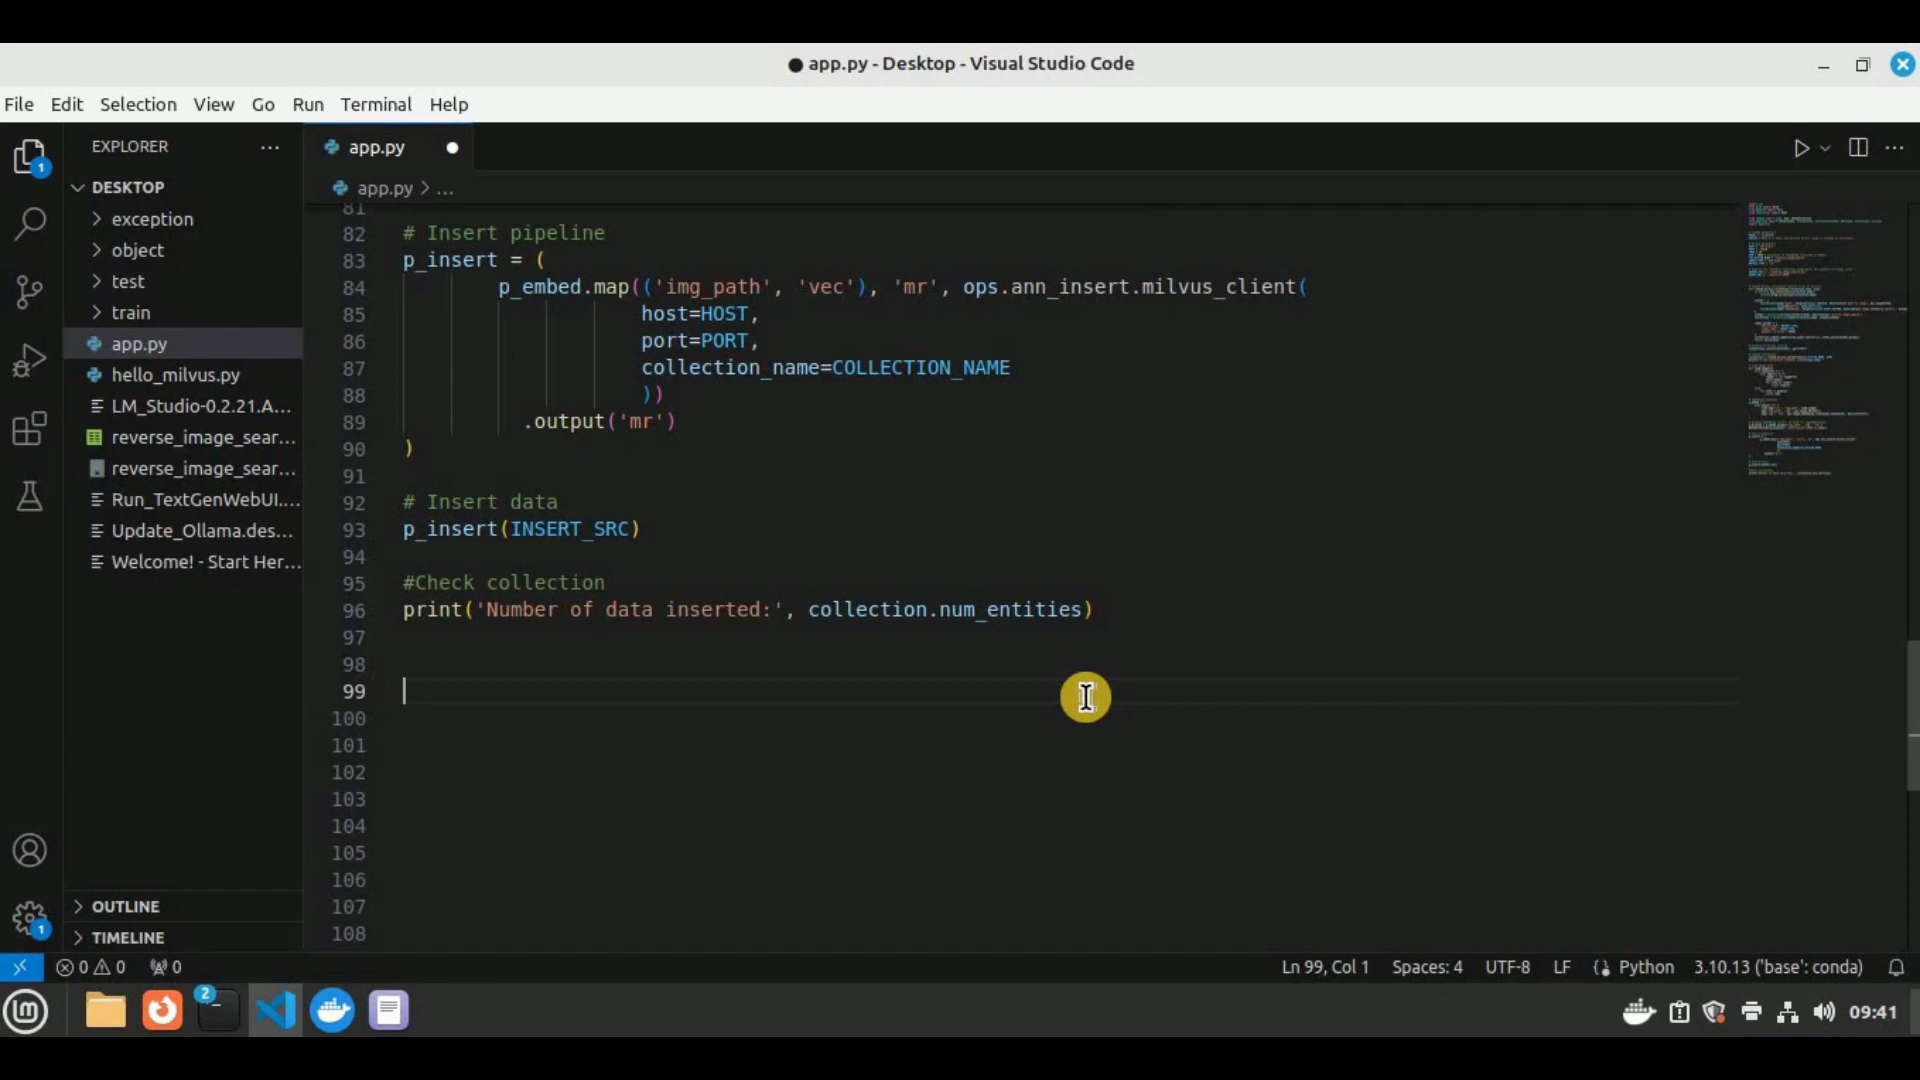 app.py - Desktop - Visual Studio Code
File Edit Selection View Go Run Terminal Help
1
EXPLORER
app.py
app.py > ...
DESKTOP
exception
object
test
train
app.py
hello_milvus.py
LM_Studio-0.2.21.A...
reverse_image_sear...
reverse_image_sear...
Run_TextGenWebUI....
Update_Ollama.des...
Welcome! - Start Her...
OUTLINE
TIMELINE
1
81
82 # Insert pipeline
83 p_insert = (
84 p_embed.map(('img_path', 'vec'), 'mr', ops.ann_insert.milvus_client(
85 host=HOST,
86 port=PORT,
87 collection_name=COLLECTION_NAME
88 ))
89 .output('mr')
90 )
91
92 # Insert data
93 p_insert(INSERT_SRC)
94
95 #Check collection
96 print('Number of data inserted:', collection.num_entities)
97
98
99
100
101
102
103
104
105
106
107
108
0 0 0 Ln 99, Col 1 Spaces: 4 UTF-8 LF Python 3.10.13 ('base': conda)
lm 2 09:41